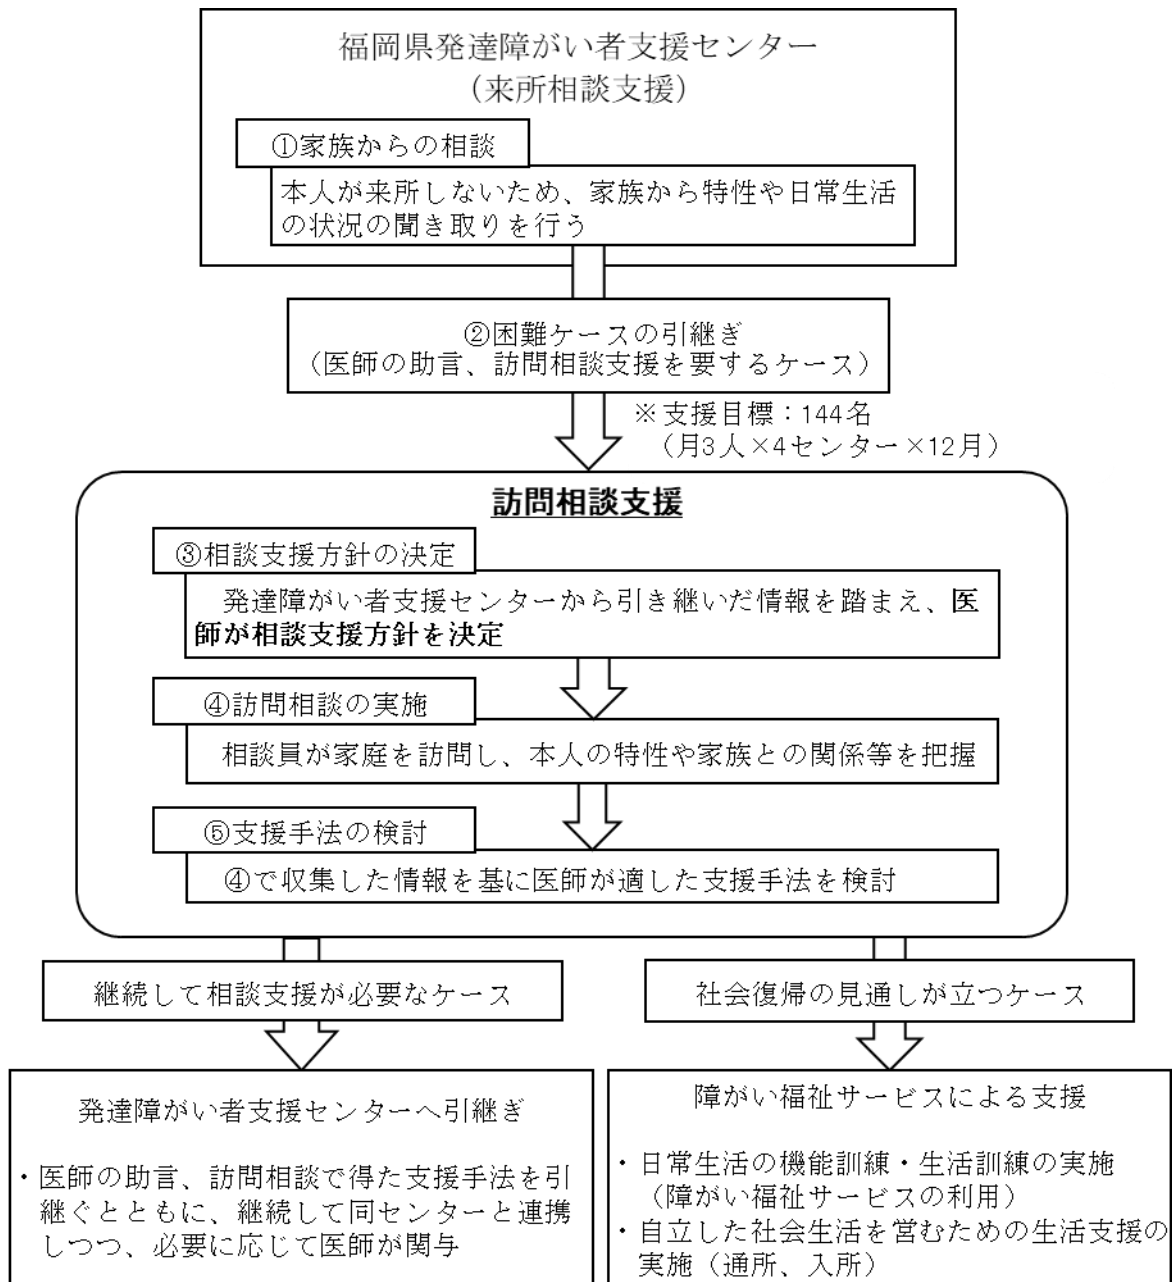 福岡県発達障がい者支援センター
（来所相談支援）
①家族からの相談
本人が来所しないため、家族から特性や日常生活
の状況の聞き取りを行う
②困難ケースの引継ぎ
（医師の助言、訪問相談支援を要するケース）
※支援目標：144名
（月3人×4センター×12月）
訪問相談支援
③相談支援方針の決定
発達障がい者支援センターから引き継いだ情報を踏まえ、医
師が相談支援方針を決定
④訪問相談の実施
相談員が家庭を訪問し、本人の特性や家族との関係等を把握
⑤支援手法の検討
④で収集した情報を基に医師が適した支援手法を検討
継続して相談支援が必要なケース
社会復帰の見通しが立つケース
発達障がい者支援センターへ引継ぎ
・医師の助言、訪問相談で得た支援手法を引
継ぐとともに、継続して同センターと連携
しつつ、必要に応じて医師が関与
障がい福祉サービスによる支援
・日常生活の機能訓練・生活訓練の実施
（障がい福祉サービスの利用）
・自立した社会生活を営むための生活支援の
実施（通所、入所）